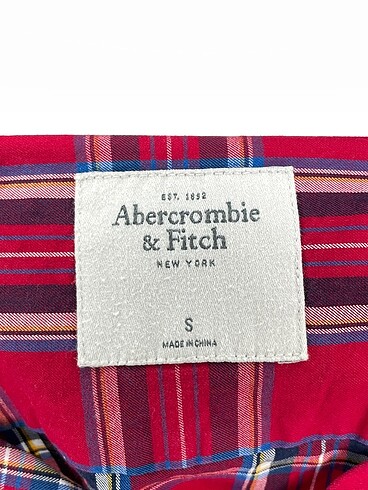 EST. 1892
Abercrombie
& Fitch
NEW YORK
S
MADE IN CHINA